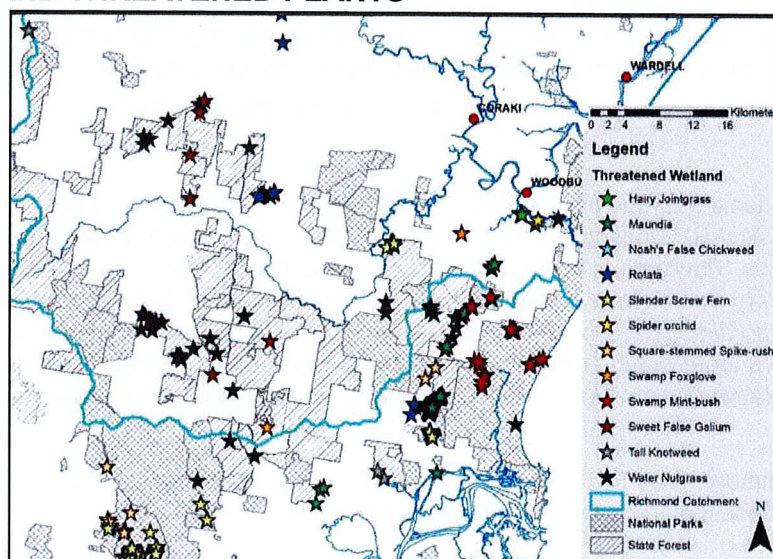 THREATENED PLANTS
WARDELL
CORAKI
WOODBU
Kilomete
0 2 4 8 12 16
Legend
Threatened Wetland
Hairy Jointgrass
Maundia
Noah's False Chickweed
Rotata
Slender Screw Fern
Spider orchid
Square-stemmed Spike-rush
Swamp Foxglove
Swamp Mint-bush
Sweet False Galium
Tall Knotweed
Water Nutgrass
Richmond Catchment
National Parks
State Forest
N